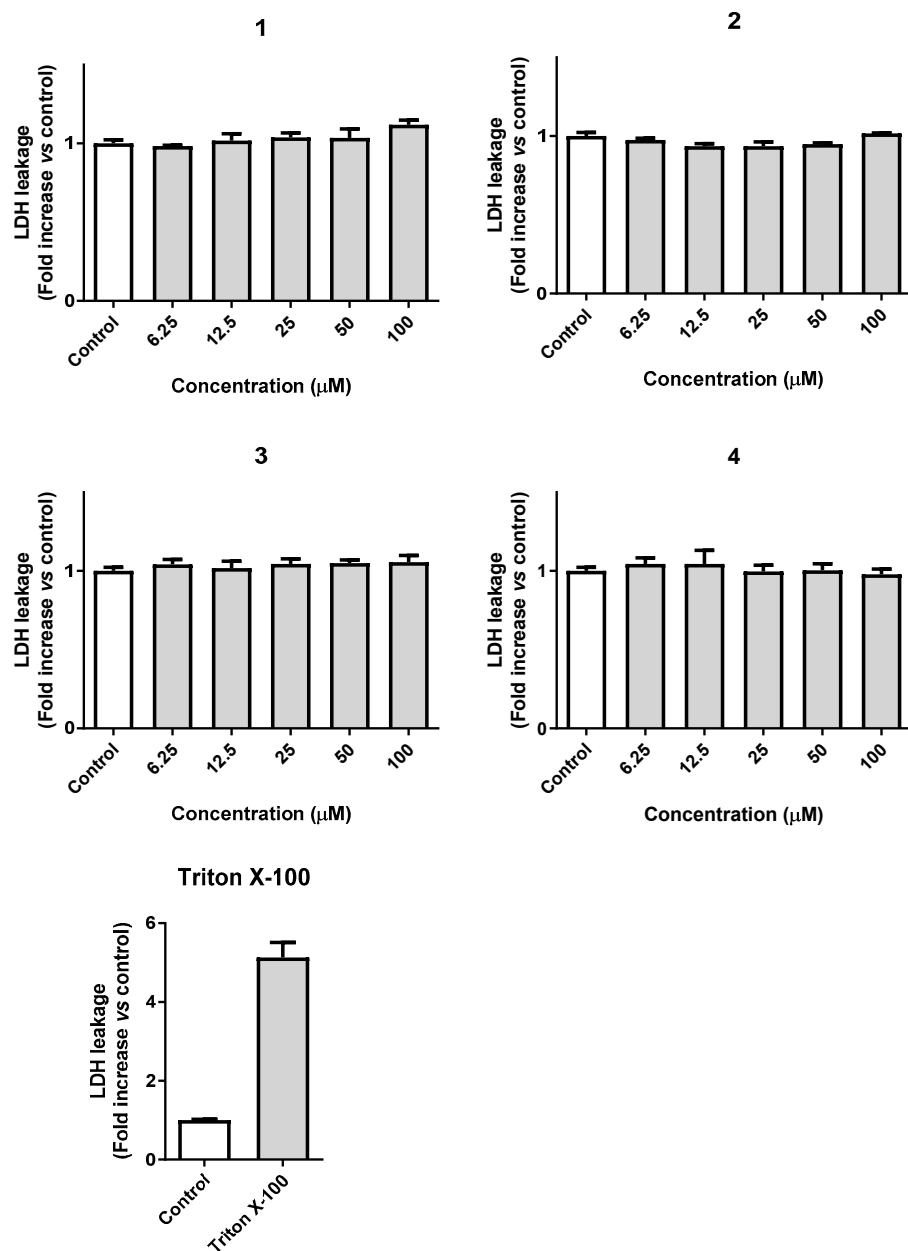 1
LDH leakage
(Fold increase vs control)
1
0
Control
6.25
12.5
25
50
100
Concentration (μM)
2
LDH leakage
(Fold increase vs control)
1
0
Control
6.25
12.5
25
50
100
Concentration (μM)
3
LDH leakage
(Fold increase vs control)
1
0
Control
6.25
12.5
25
50
100
Concentration (μM)
4
LDH leakage
(Fold increase vs control)
1
0
Control
6.25
12.5
25
50
100
Concentration (μM)
Triton X-100
LDH leakage
(Fold increase vs control)
6
4
2
0
Control
Triton X-100